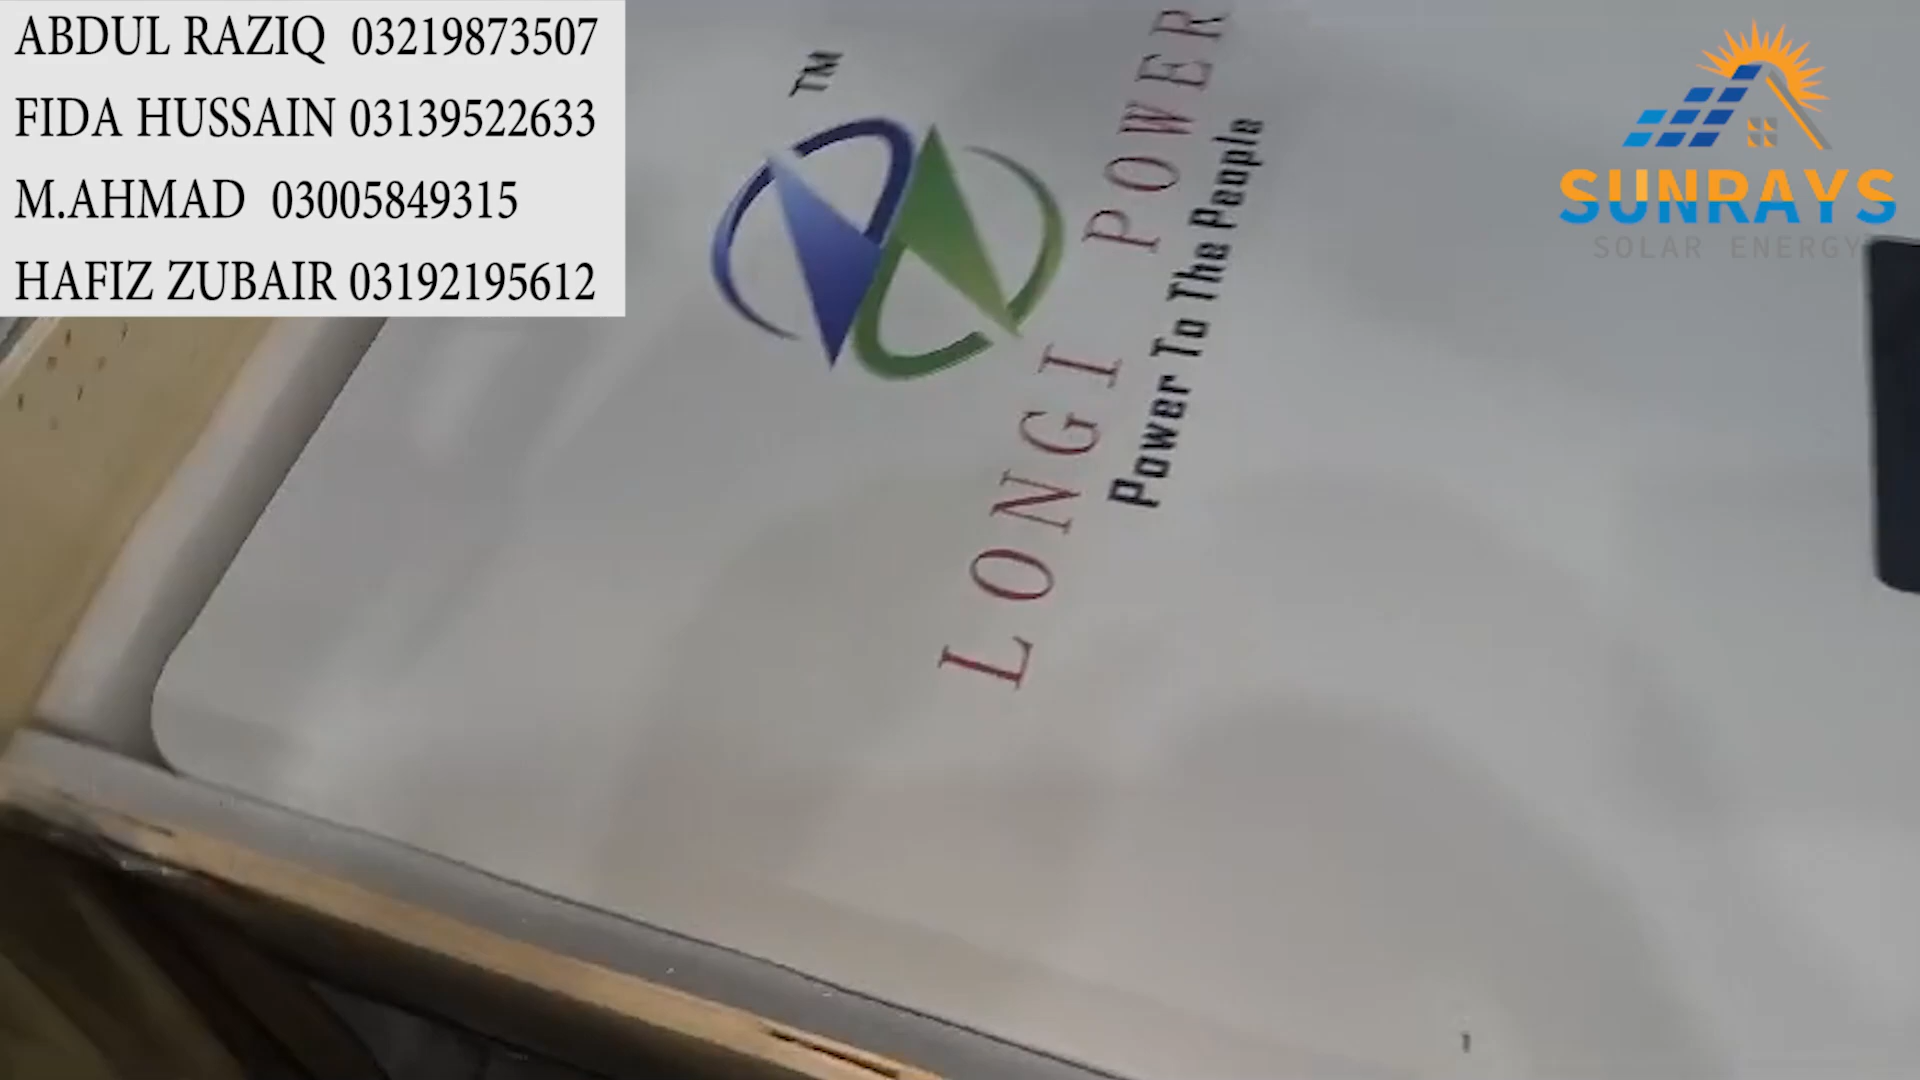 ABDUL RAZIQ 03219873507
FIDA HUSSAIN 03139522633
M.AHMAD 03005849315
HAFIZ ZUBAIR 03192195612
SUNRAYS
SOLAR ENERGY
TM
LONGI POWER
Power To The People